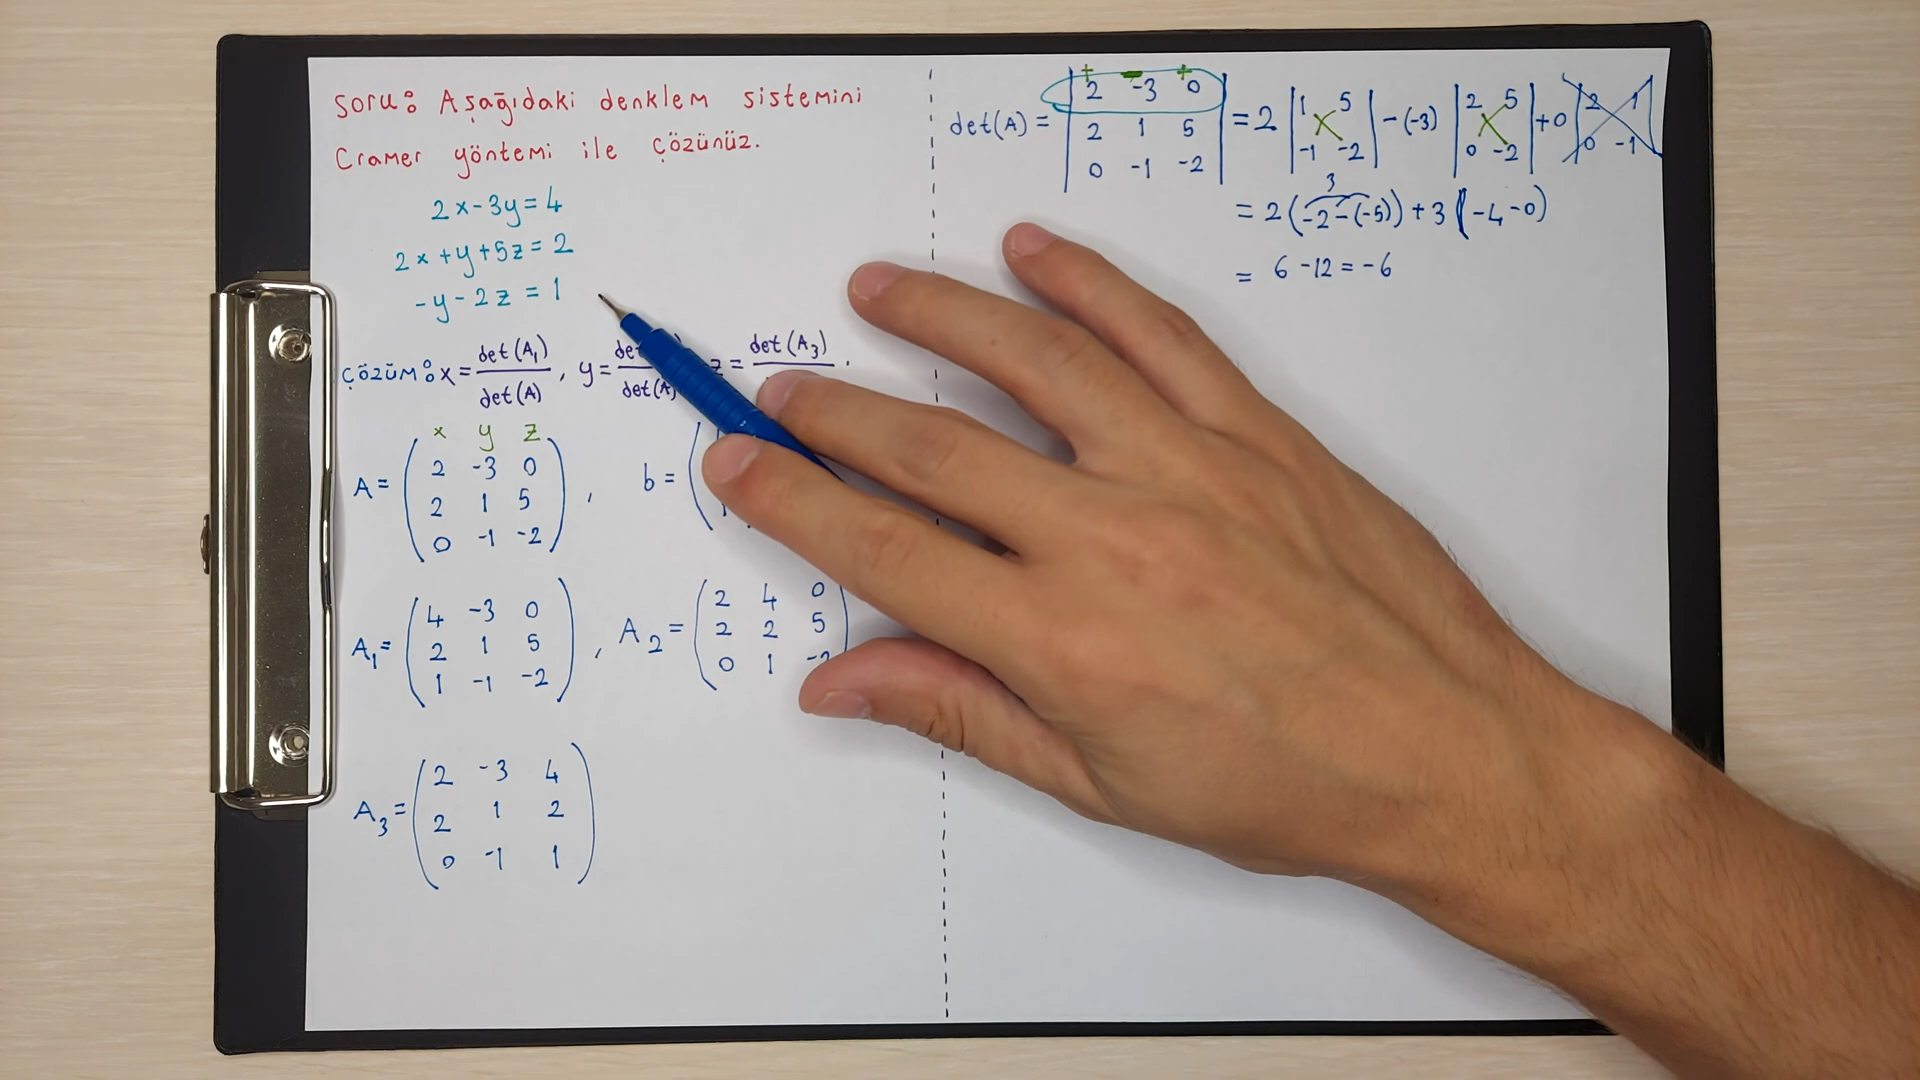 Soru: Aşağıdaki denklem sistemini
Cramer yöntemi ile çözünüz.
2x-3y=4
2x+y+5z=2
-y-2z=1
çözüm: x = det(A₁) / det(A) , y = / det(A) z = det(A₃) / .
x y z
A = ( 2 -3 0
2 1 5
0 -1 -2 ) , b = (
A₁ = ( 4 -3 0
2 1 5
1 -1 -2 ) , A₂ = ( 2 4 0
2 2 5
0 1 -2
A₃ = ( 2 -3 4
2 1 2
0 -1 1 )
+ - +
det(A) = | 2 -3 0
2 1 5
0 -1 -2 | = 2 | 1 5
-1 -2 | -(-3) | 2 5
0 -2 | +0 | 2 1
0 -1 |
3
= 2(-2-(-5))+3(-4-0)
= 6-12=-6